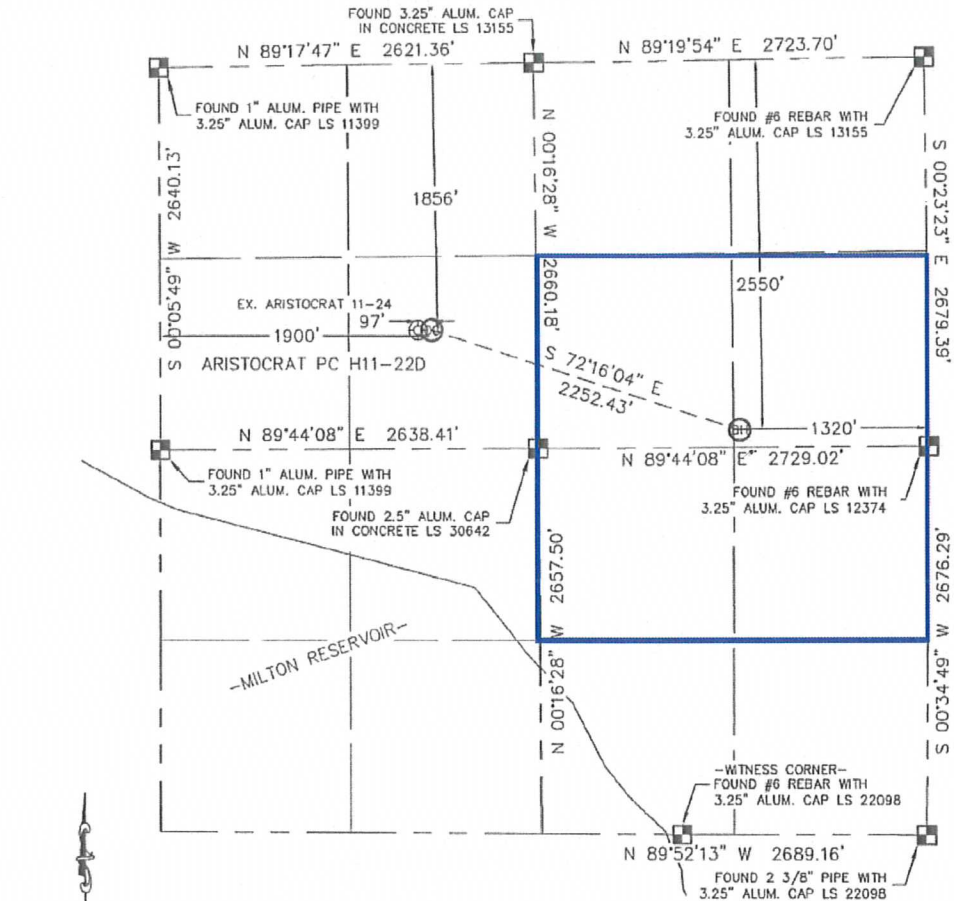 FOUND 3.25" ALUM. CAP
IN CONCRETE LS 13155
N 89°17'47" E 2621.36'
N 89°19'54" E 2723.70'
FOUND 1" ALUM. PIPE WITH
3.25" ALUM. CAP LS 11399
FOUND #6 REBAR WITH
3.25" ALUM. CAP LS 13155
S 00°05'49" W 2640.13'
N 00°16'28" W 2660.18'
S 00°23'23" E 2679.39'
1856'
2550'
EX. ARISTOCRAT 11-24
97'
1900'
ARISTOCRAT PC H11-22D
S 72°16'04" E
2252.43'
BH
1320'
N 89°44'08" E 2638.41'
N 89°44'08" E" 2729.02'
FOUND 1" ALUM. PIPE WITH
3.25" ALUM. CAP LS 11399
FOUND #6 REBAR WITH
3.25" ALUM. CAP LS 12374
FOUND 2.5" ALUM. CAP
IN CONCRETE LS 30642
N 00°16'28" W 2657.50'
S 00°34'49" W 2676.29'
-MILTON RESERVOIR-
-WITNESS CORNER-
FOUND #6 REBAR WITH
3.25" ALUM. CAP LS 22098
N 89°52'13" W 2689.16'
FOUND 2 3/8" PIPE WITH
3.25" ALUM. CAP LS 22098